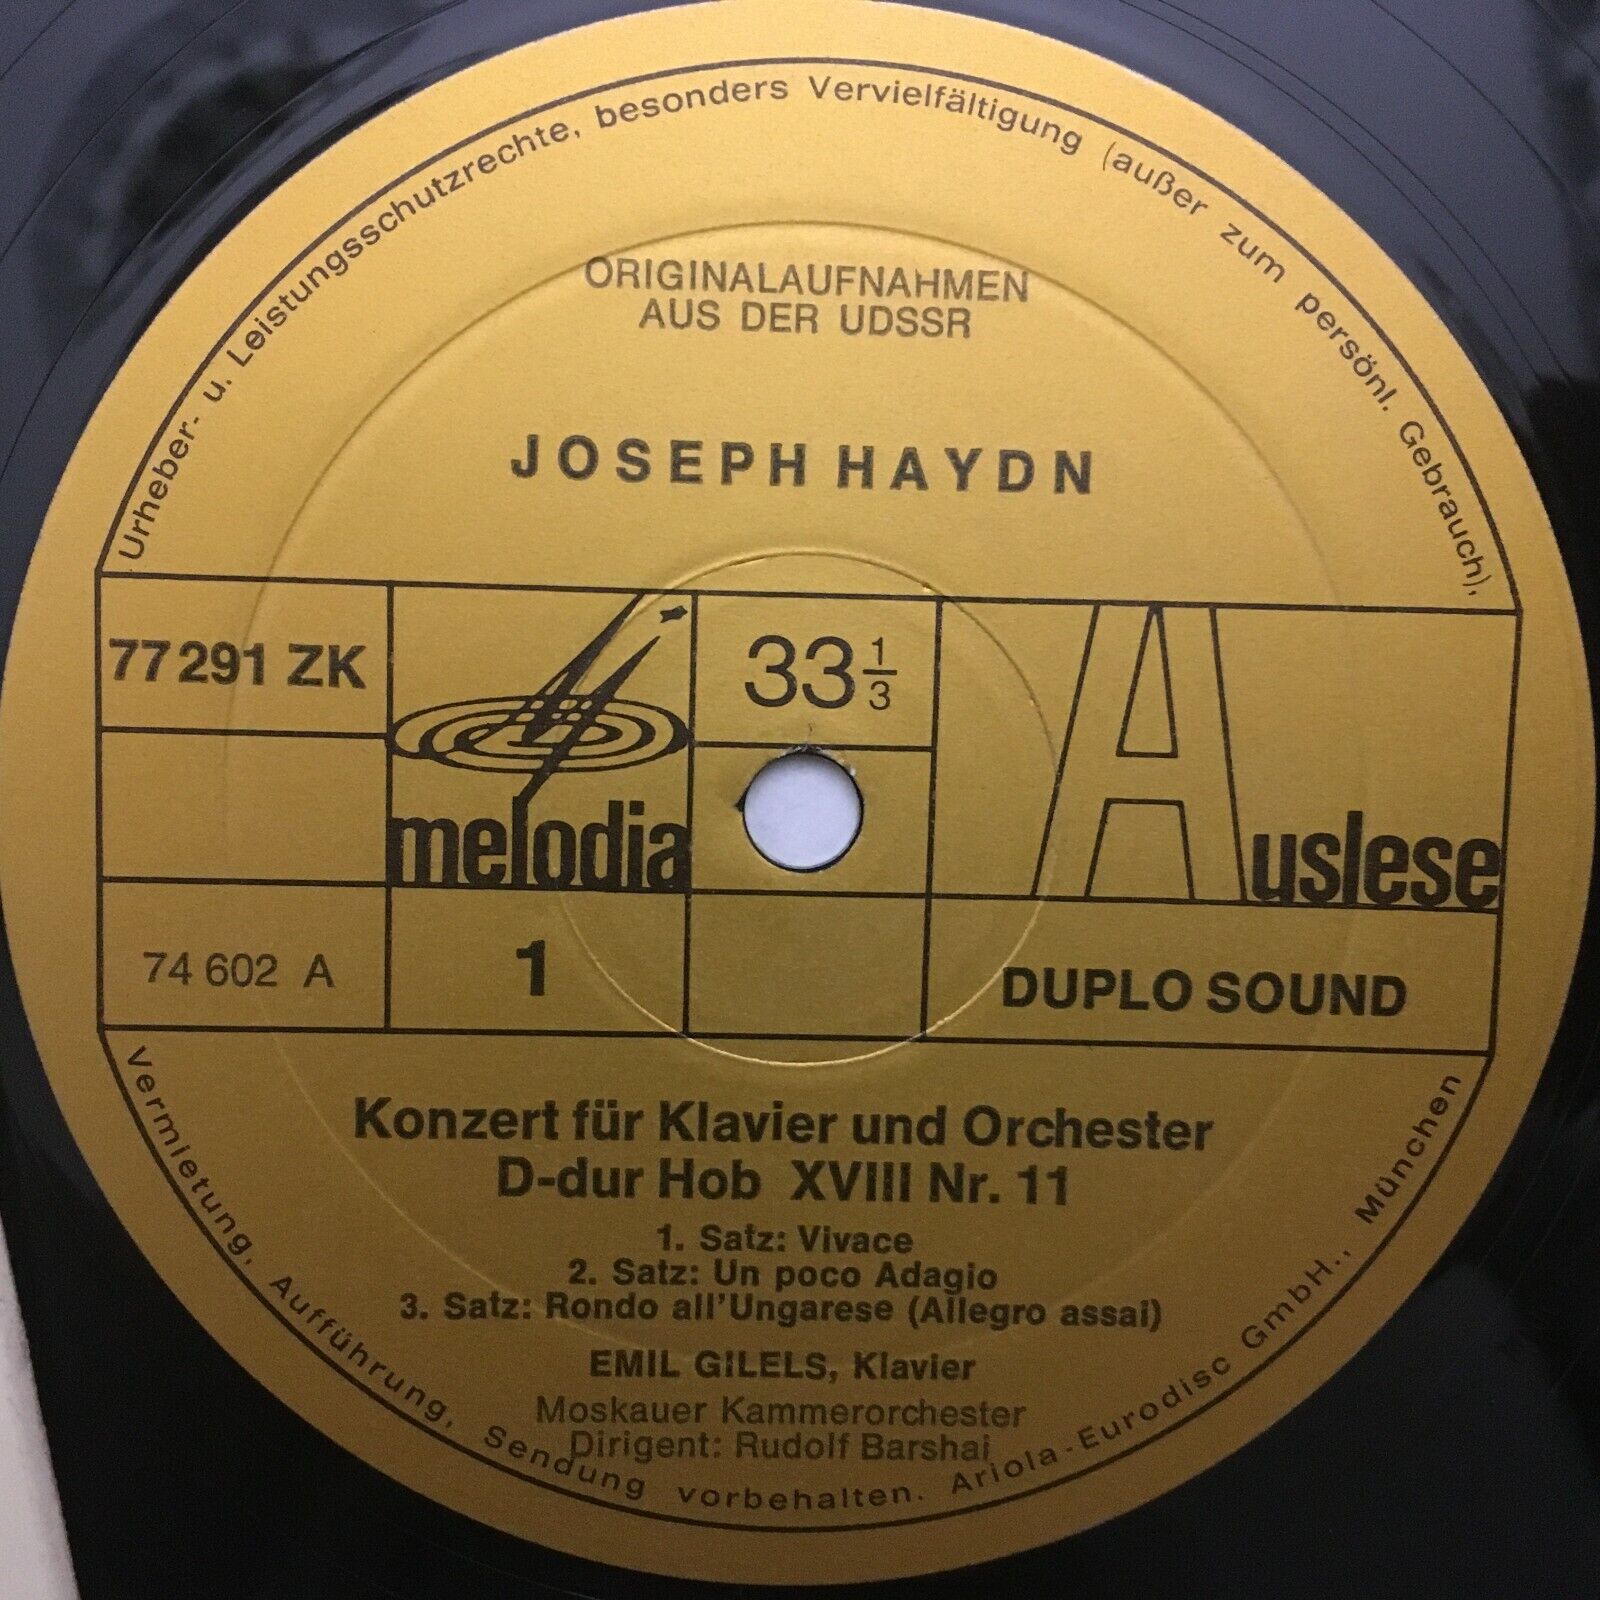 Urheber- u. Leistungsschutzrechte, besonders Vervielfältigung (außer zum persönl. Gebrauch),
ORIGINALAUFNAHMEN
AUS DER UDSSR
JOSEPH HAYDN
77 291 ZK
melodia
33 1/3
Auslese
74 602 A
1
DUPLO SOUND
Konzert für Klavier und Orchester
D-dur Hob XVIII Nr. 11
1. Satz: Vivace
2. Satz: Un poco Adagio
3. Satz: Rondo all'Ungarese (Allegro assai)
EMIL GILELS, Klavier
Moskauer Kammerorchester
Dirigent: Rudolf Barshai
Vermietung, Aufführung, Sendung vorbehalten. Ariola-Eurodisc GmbH., München